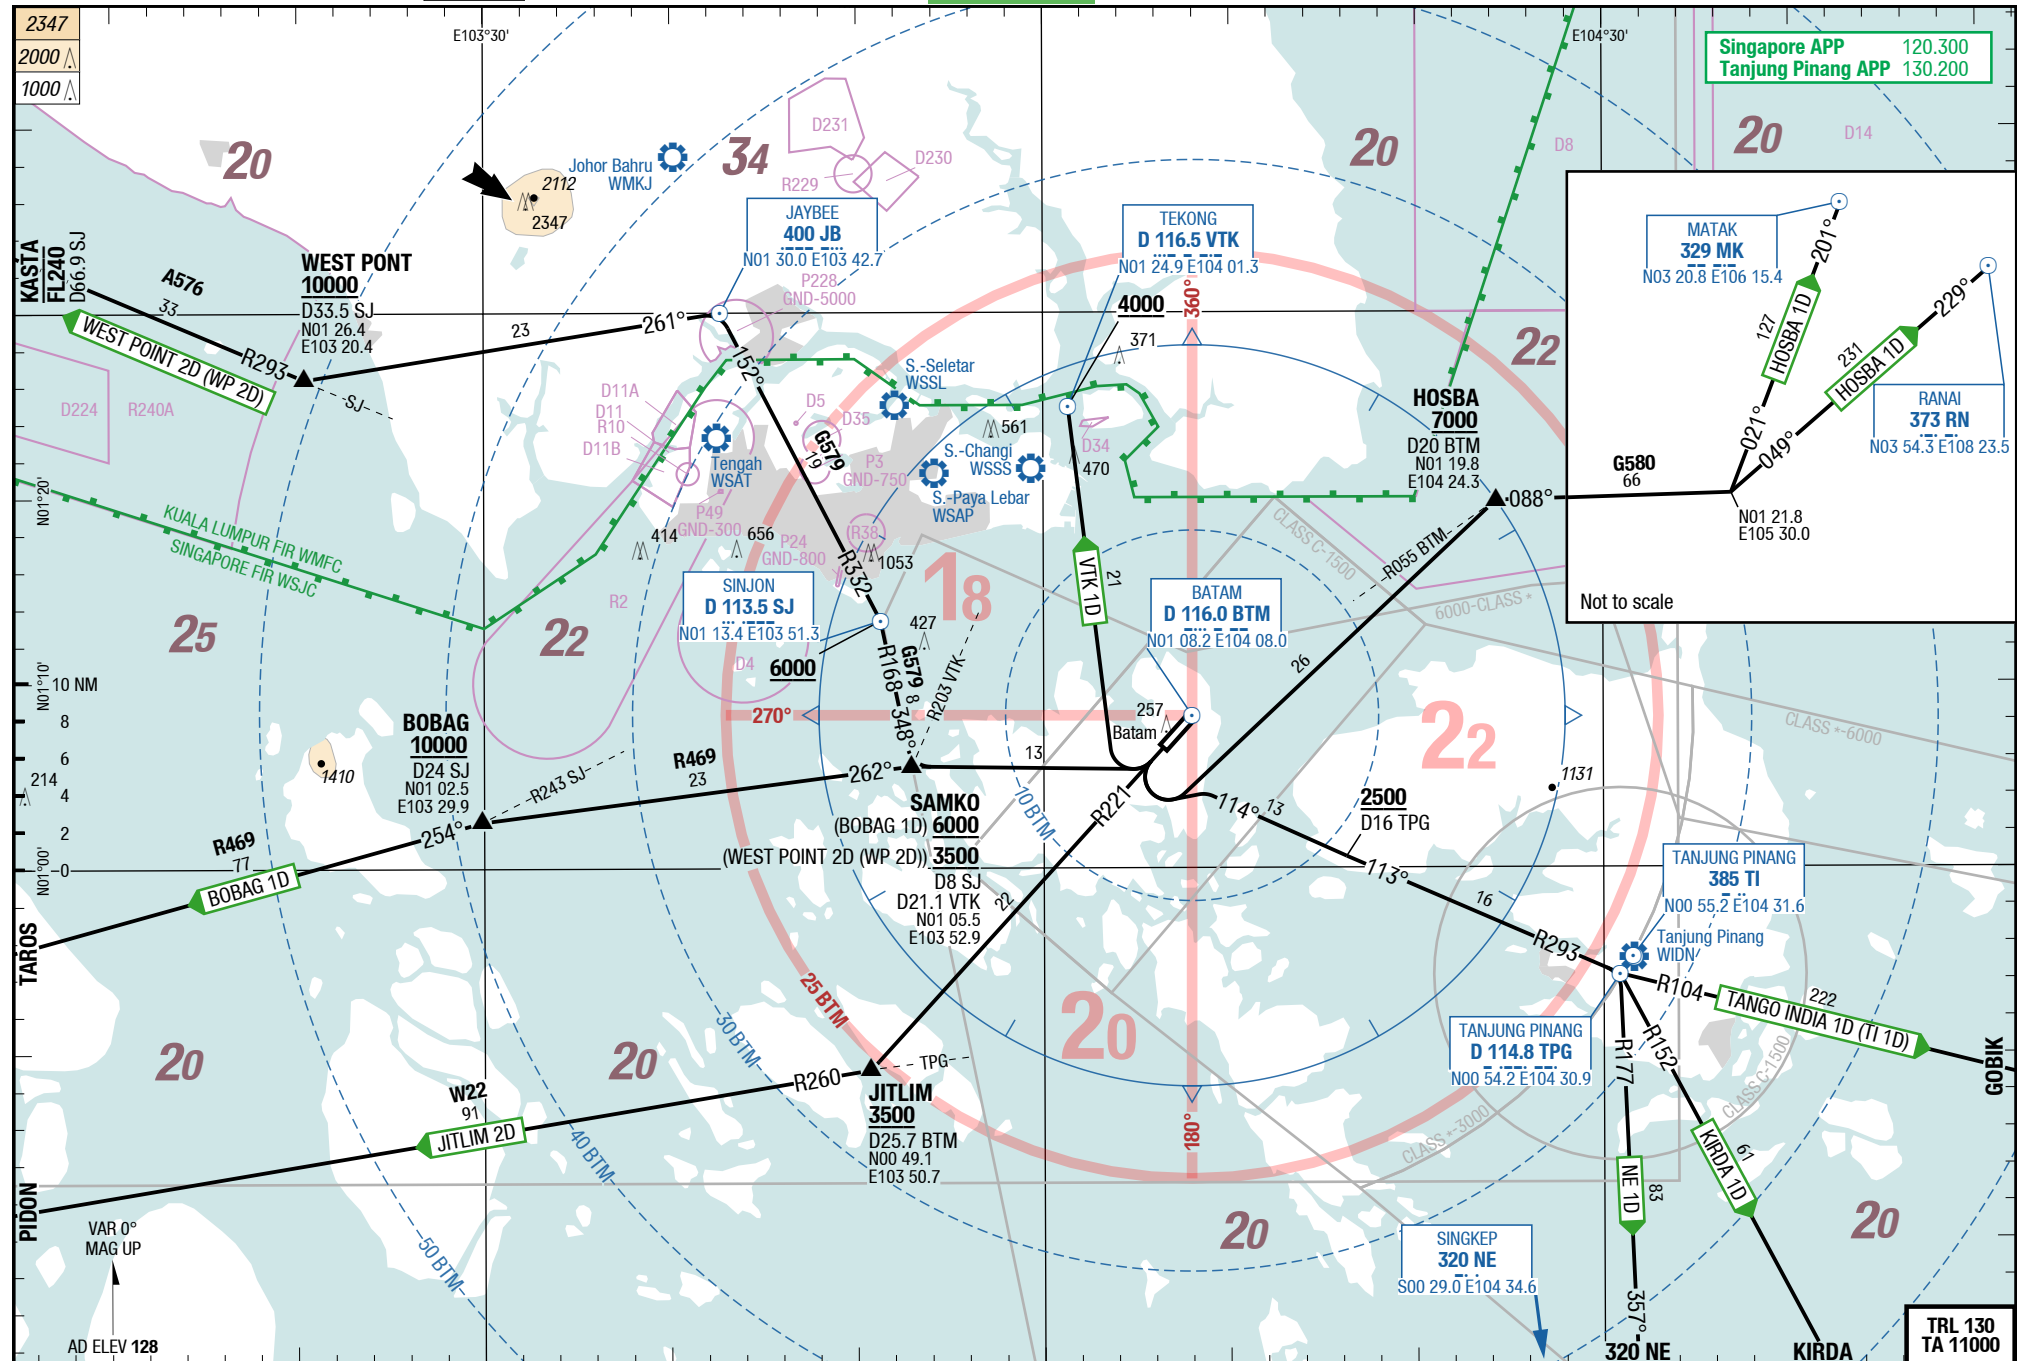 2347
2000
1000
E103°30'
E104°30'
Singapore APP 120.300
Tanjung Pinang APP 130.200
20
34
20
20
D231
D230
R229
D8
D14
Johor Bahru
WMKJ
2112
2347
JAYBEE
400 JB
N01 30.0 E103 42.7
TEKONG
D 116.5 VTK
N01 24.9 E104 01.3
MATAK
329 MK
N03 20.8 E106 15.4
201°
229°
127
HOSBA 1D
231
HOSBA 1D
RANAI
373 RN
N03 54.3 E108 23.5
021°
049°
G580
66
N01 21.8
E105 30.0
Not to scale
KASTA
FL240
D66.9 SJ
A576
33
WEST POINT 2D (WP 2D)
R293
SJ
WEST PONT
10000
D33.5 SJ
N01 26.4
E103 20.4
23
261°
P228
GND-5000
4000
371
360°
22
152°
G579
19
R332
D224
R240A
D11A
D11
R10
D11B
Tengah
WSAT
D5
D35
S.-Seletar
WSSL
561
S.-Changi
WSSS
S.-Paya Lebar
WSAP
P3
GND-750
P49
GND-300
414
656
P24
GND-800
(R38)
1053
470
D34
HOSBA
7000
D20 BTM
N01 19.8
E104 24.3
088°
R055 BTM
CLASS C-1500
6000-CLASS *
N01°20'
KUALA LUMPUR FIR WMFC
SINGAPORE FIR WSJC
25
22
R2
D4
18
SINJON
D 113.5 SJ
N01 13.4 E103 51.3
6000
427
R168
G579
8
348°
R203 VTK
VTK 1D
21
BATAM
D 116.0 BTM
N01 08.2 E104 08.0
26
257
Batam
270°
22
CLASS *-6000
1131
N01°10'
10 NM
8
6
4
2
0
214
1410
BOBAG
10000
D24 SJ
N01 02.5
E103 29.9
R243 SJ
R469
23
262°
254°
13
R469
77
BOBAG 1D
N01°00'
TAROS
SAMKO
(BOBAG 1D) 6000
(WEST POINT 2D (WP 2D)) 3500
D8 SJ
D21.1 VTK
N01 05.5
E103 52.9
10 BTM
R221
22
114°
13
2500
D16 TPG
113°
16
R293
TANJUNG PINANG
385 TI
N00 55.2 E104 31.6
Tanjung Pinang
WIDN
R104
222
TANGO INDIA 1D (TI 1D)
GOBIK
TANJUNG PINANG
D 114.8 TPG
N00 54.2 E104 30.9
R177
R152
CLASS C-1500
CLASS *-3000
25 BTM
30 BTM
40 BTM
50 BTM
20
20
20
TPG
R260
JITLIM
3500
D25.7 BTM
N00 49.1
E103 50.7
W22
91
JITLIM 2D
PIDON
180°
KIRDA 1D
61
NE 1D
83
20
20
SINGKEP
320 NE
S00 29.0 E104 34.6
357°
320 NE
KIRDA
VAR 0°
MAG UP
AD ELEV 128
TRL 130
TA 11000